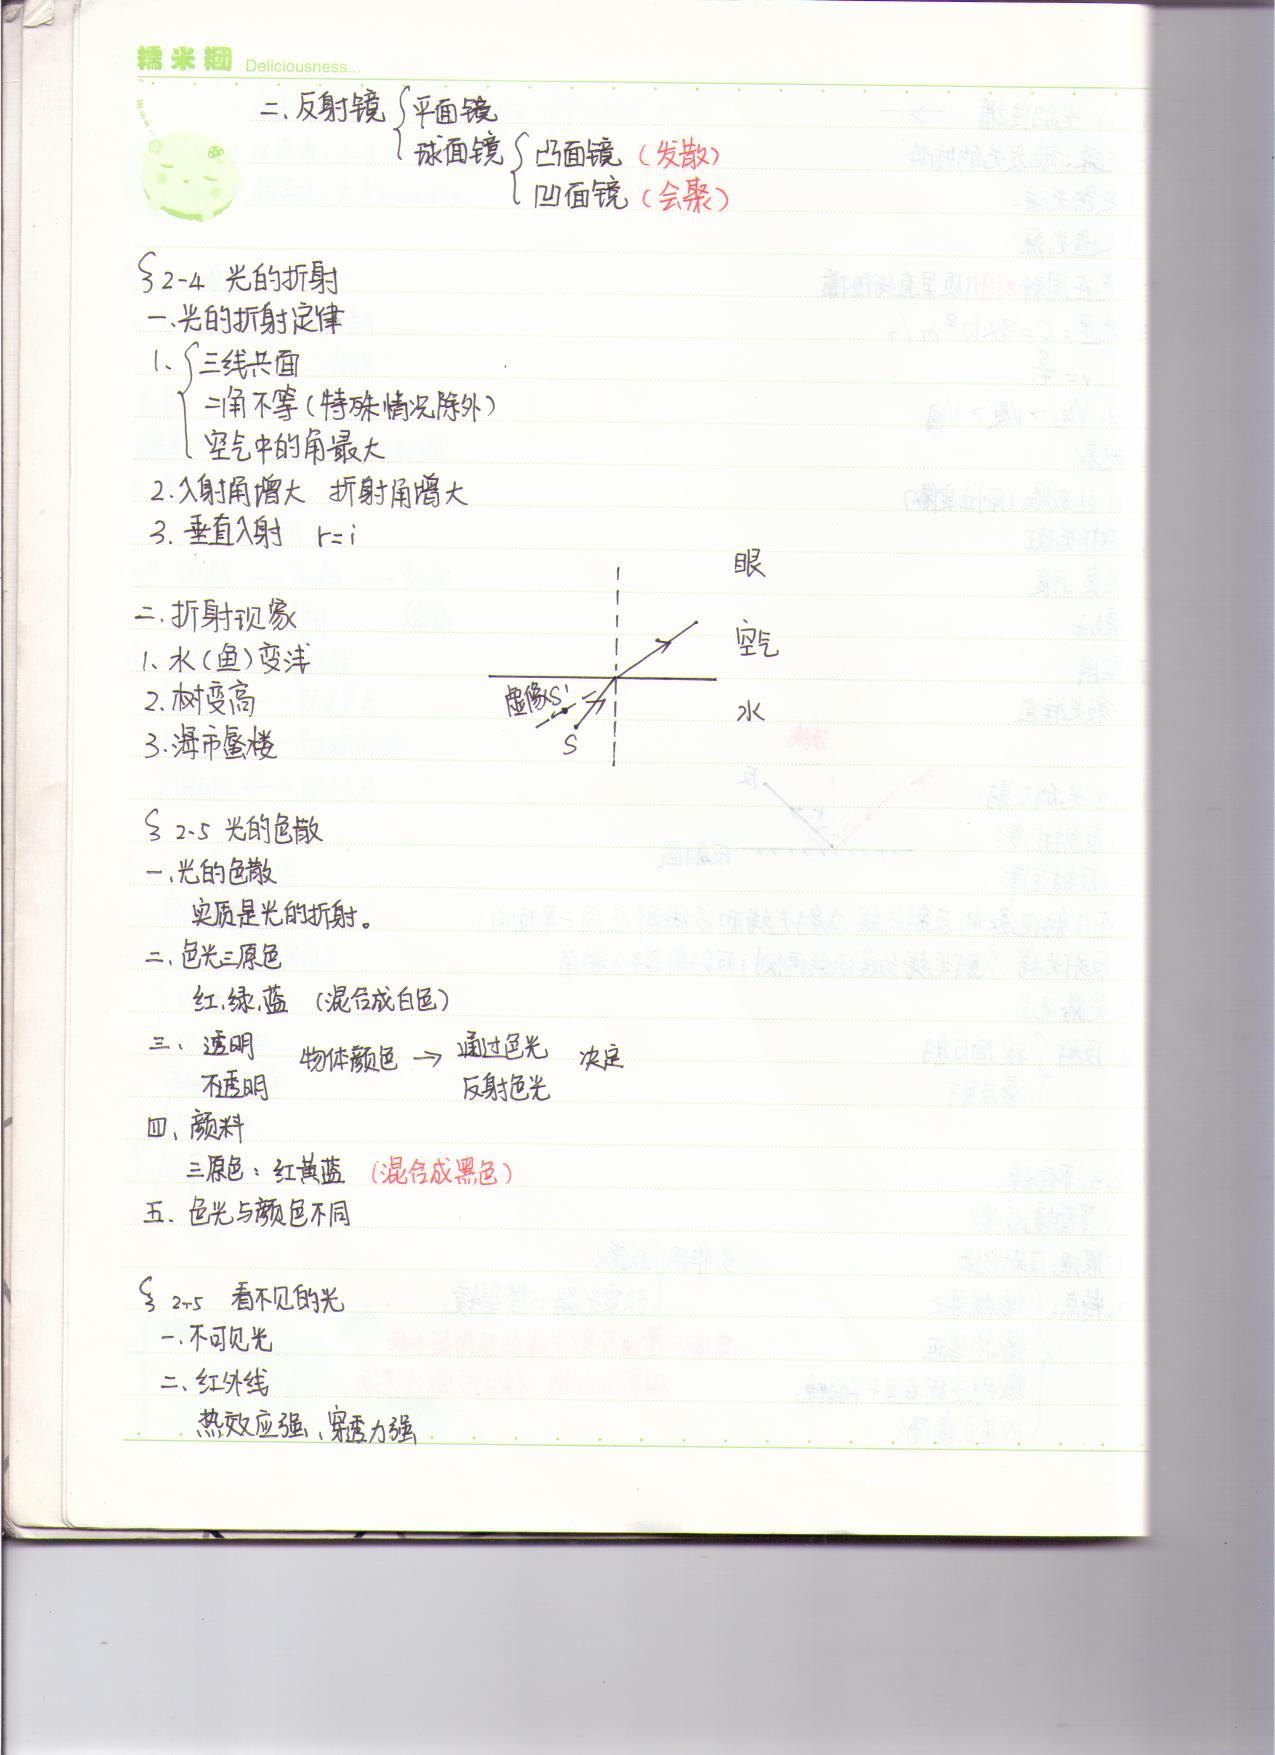 糯米糰 Deliciousness...
二、反射镜 { 平面镜
球面镜 { 凸面镜 (发散)
凹面镜 (会聚)
§2-4 光的折射
一、光的折射定律
1、{ 三线共面
二角不等(特殊情况除外)
空气中的角最大
2.入射角增大 折射角增大
3.垂直入射 r=i
眼
二.折射现象
空气
1、水(鱼)变浅
2.树变高
虚像S'
水
3.海市蜃楼
S
§ 2-5 光的色散
一、光的色散
实质是光的折射。
二、色光三原色
红、绿、蓝 (混合成白色)
三、透明 物体颜色 → 通过色光 决定
不透明 反射色光
四、颜料
三原色：红黄蓝 (混合成黑色)
五.色光与颜色不同
§ 2-5 看不见的光
一、不可见光
二、红外线
热效应强、穿透力强